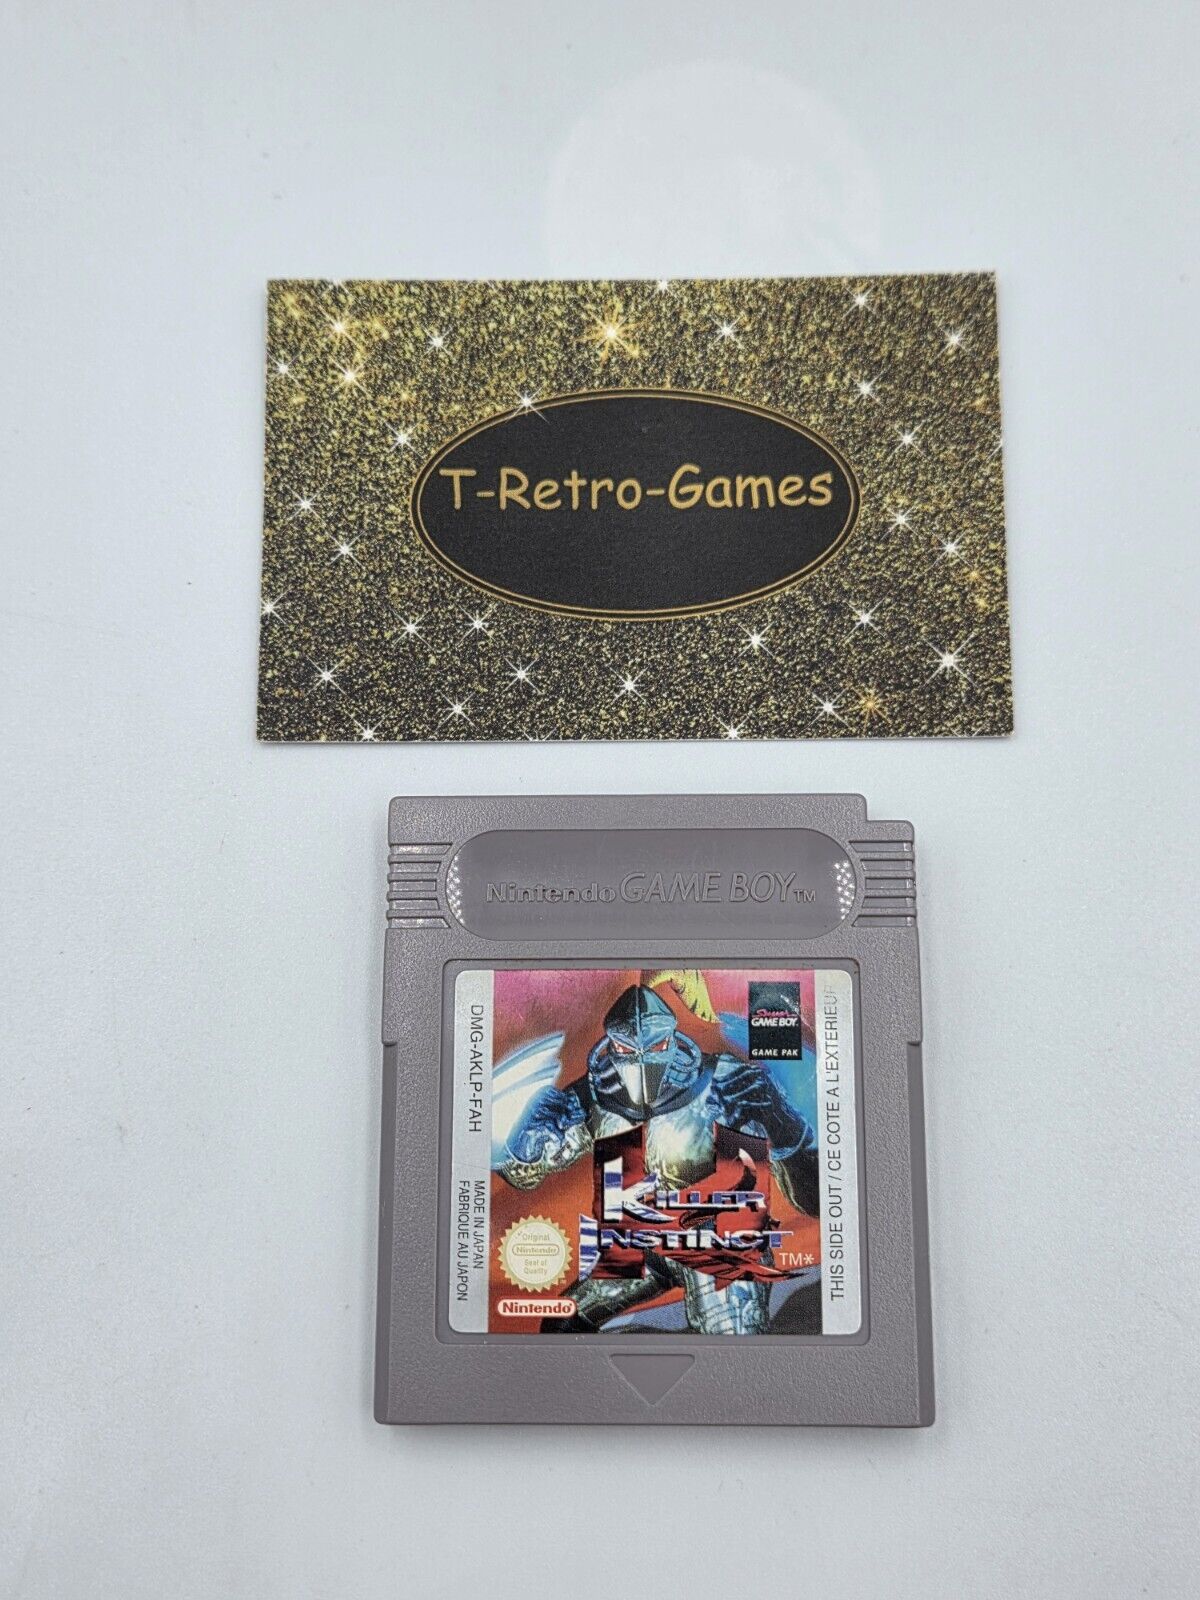 T-Retro-Games
Nintendo GAME BOY TM
DMG-AKLP-FAH
MADE IN JAPAN
FABRIQUE AU JAPON
Super
GAME BOY
GAME PAK
KILLER
INSTINCT
TM*
Original
Nintendo
Seal of
Quality
Nintendo
THIS SIDE OUT / CE COTE A L'EXTERIEUR